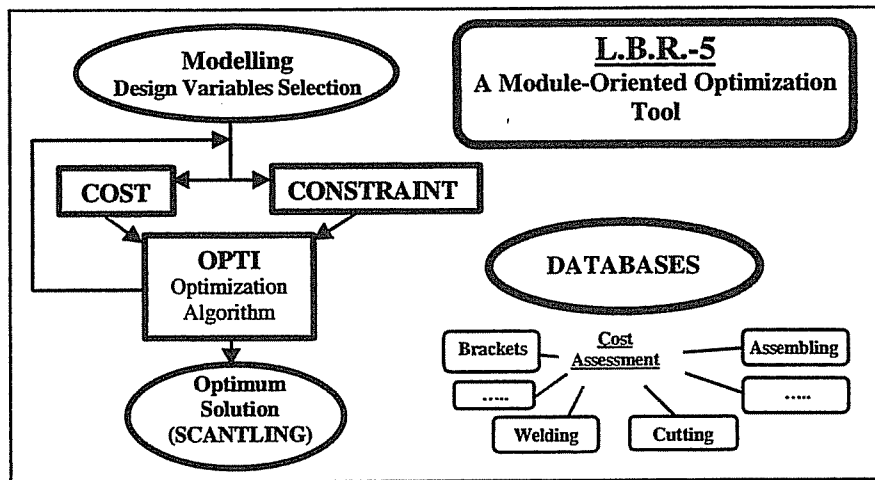 Modelling
Design Variables Selection
L.B.R.-5
A Module-Oriented Optimization
Tool
COST
CONSTRAINT
OPTI
Optimization
Algorithm
Optimum
Solution
(SCANTLING)
DATABASES
Brackets
Cost
Assessment
Assembling
.....
.....
Welding
Cutting